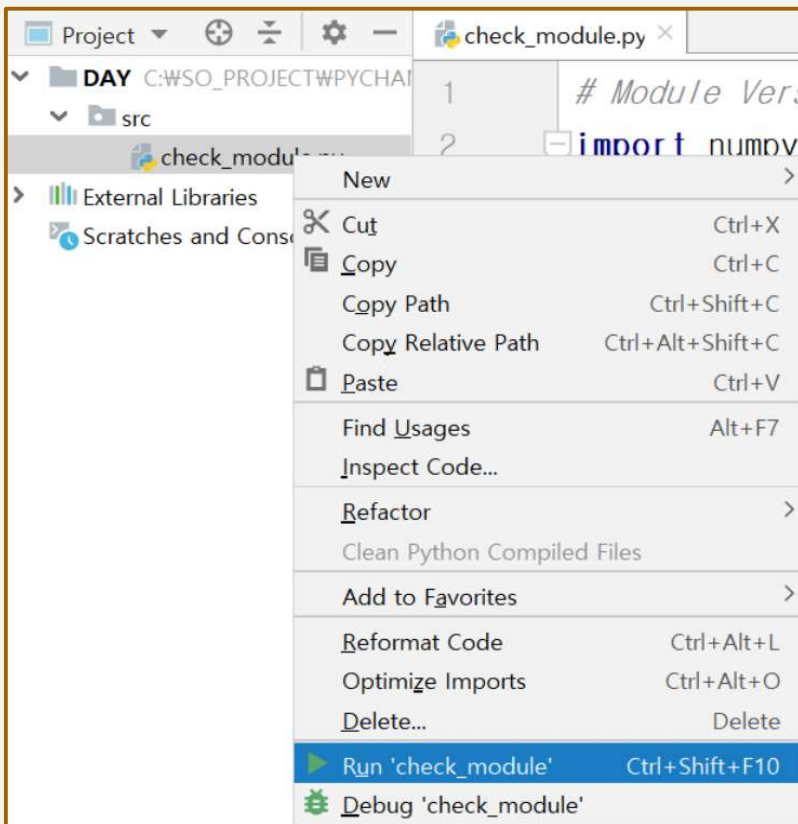 Project
check_module.py
DAY C:₩SO_PROJECT₩PYCHA
src
check_module.py
External Libraries
Scratches and Cons
1 # Module Vers
2 import numpy
New
Cut Ctrl+X
Copy Ctrl+C
Copy Path Ctrl+Shift+C
Copy Relative Path Ctrl+Alt+Shift+C
Paste Ctrl+V
Find Usages Alt+F7
Inspect Code...
Refactor
Clean Python Compiled Files
Add to Favorites
Reformat Code Ctrl+Alt+L
Optimize Imports Ctrl+Alt+O
Delete... Delete
Run 'check_module' Ctrl+Shift+F10
Debug 'check_module'